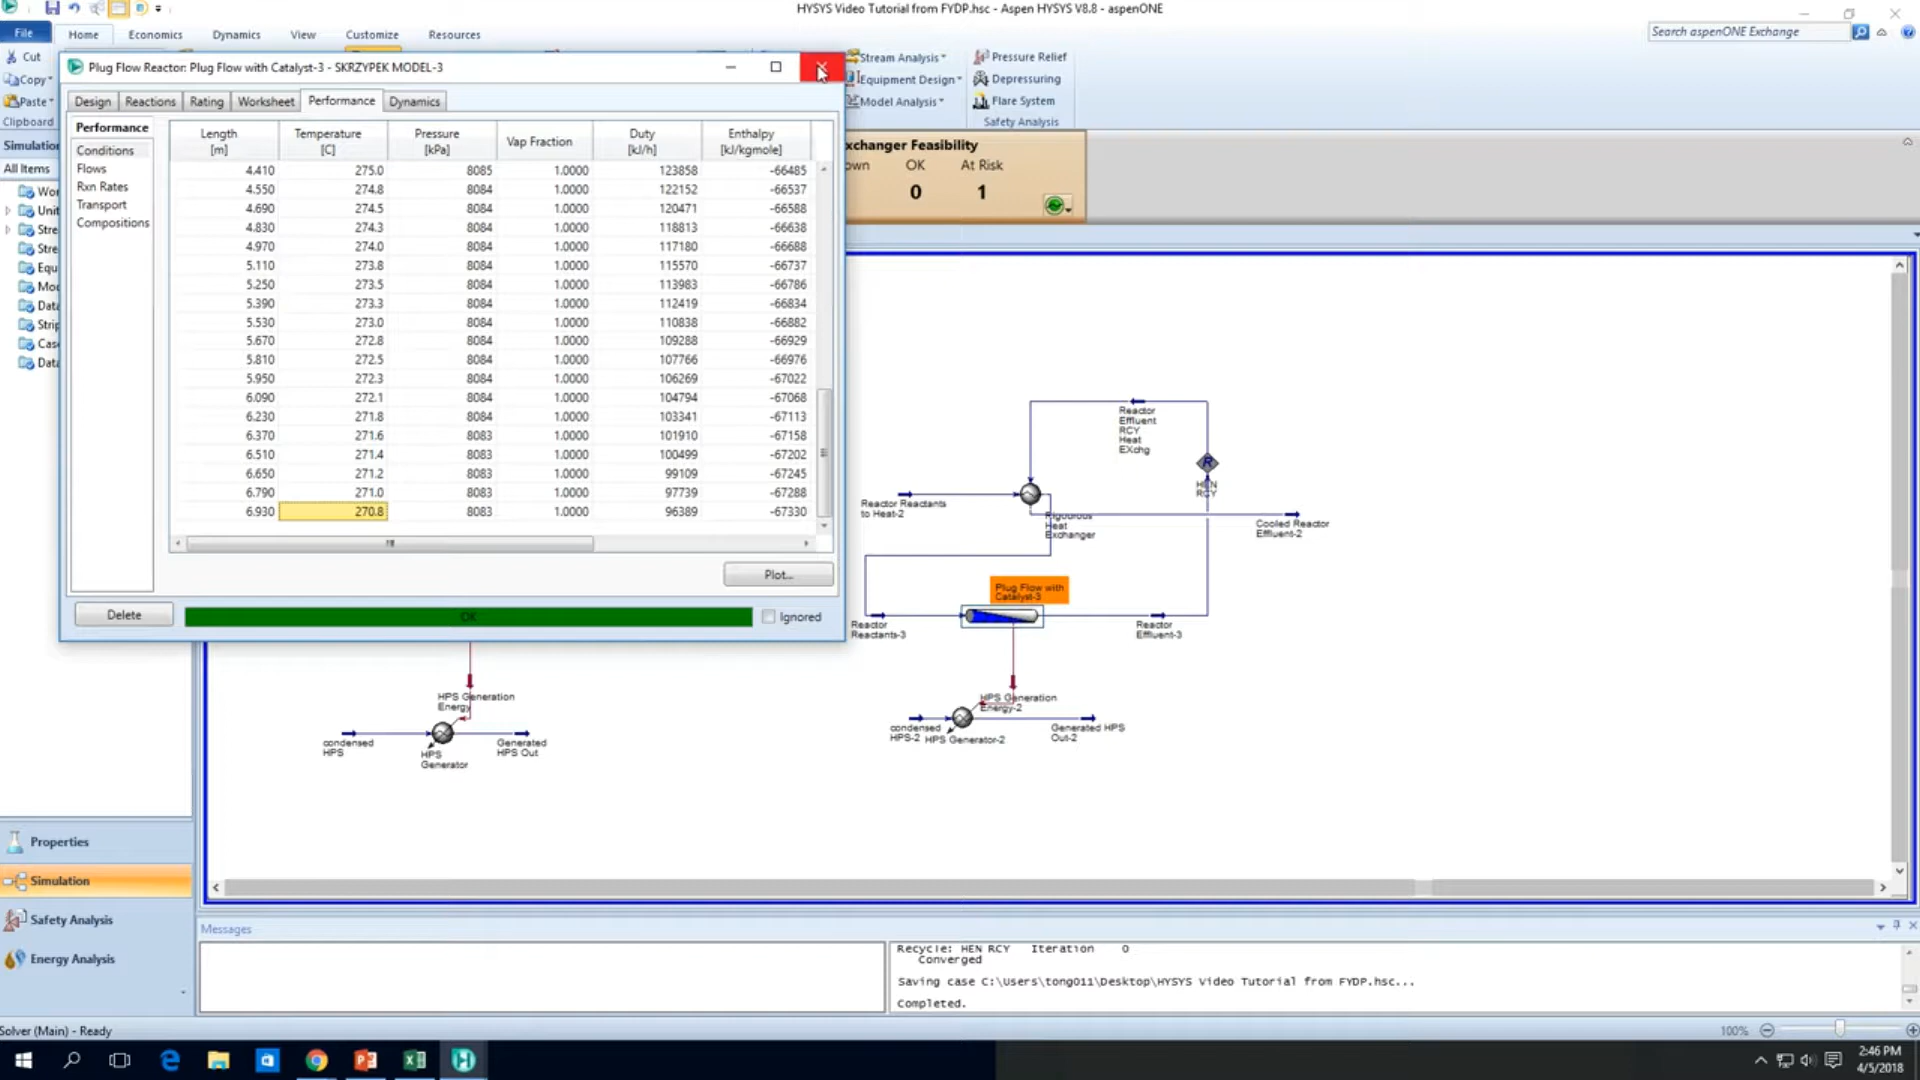 HYSYS Video Tutorial from FYDP.hsc - Aspen HYSYS V8.8 - aspenONE
File Home Economics Dynamics View Customize Resources
Search aspenONE Exchange
Cut
Copy
Paste
Clipboard
Stream Analysis
Equipment Design
Model Analysis
Pressure Relief
Depressuring
Flare System
Safety Analysis
Plug Flow Reactor: Plug Flow with Catalyst-3 - SKRZYPEK MODEL-3
Design Reactions Rating Worksheet Performance Dynamics
Performance
Conditions
Flows
Rxn Rates
Transport
Compositions
Length [m] Temperature [C] Pressure [kPa] Vap Fraction Duty [kJ/h] Enthalpy [kJ/kgmole]
4.410 275.0 8085 1.0000 123858 -66485
4.550 274.8 8084 1.0000 122152 -66537
4.690 274.5 8084 1.0000 120471 -66588
4.830 274.3 8084 1.0000 118813 -66638
4.970 274.0 8084 1.0000 117180 -66688
5.110 273.8 8084 1.0000 115570 -66737
5.250 273.5 8084 1.0000 113983 -66786
5.390 273.3 8084 1.0000 112419 -66834
5.530 273.0 8084 1.0000 110838 -66882
5.670 272.8 8084 1.0000 109288 -66929
5.810 272.5 8084 1.0000 107766 -66976
5.950 272.3 8084 1.0000 106269 -67022
6.090 272.1 8084 1.0000 104794 -67068
6.230 271.8 8084 1.0000 103341 -67113
6.370 271.6 8083 1.0000 101910 -67158
6.510 271.4 8083 1.0000 100499 -67202
6.650 271.2 8083 1.0000 99109 -67245
6.790 271.0 8083 1.0000 97739 -67288
6.930 270.8 8083 1.0000 96389 -67330
Plot...
Delete
OK
Ignored
xchanger Feasibility
own OK At Risk
0 1
Simulation
All Items
Wor
Unit
Stre
Stre
Equ
Mod
Data
Strip
Case
Data
Reactor
Effluent
RCY
Heat
EXchg
HEN
RCY
Reactor Reactants
to Heat-2
Rigourous
Heat
Exchanger
Cooled Reactor
Effluent-2
Plug Flow with
Catalyst-3
Reactor
Reactants-3
Reactor
Effluent-3
HPS Generation
Energy
condensed
HPS
HPS
Generator
Generated
HPS Out
HPS Generation
Energy-2
condensed
HPS-2
HPS Generator-2
Generated HPS
Out-2
Properties
Simulation
Safety Analysis
Energy Analysis
Messages
Recycle: HEN RCY Iteration 0
Converged
Saving case C:\Users\tong011\Desktop\HYSYS Video Tutorial from FYDP.hsc...
Completed.
Solver (Main) - Ready
100%
2:46 PM
4/5/2018